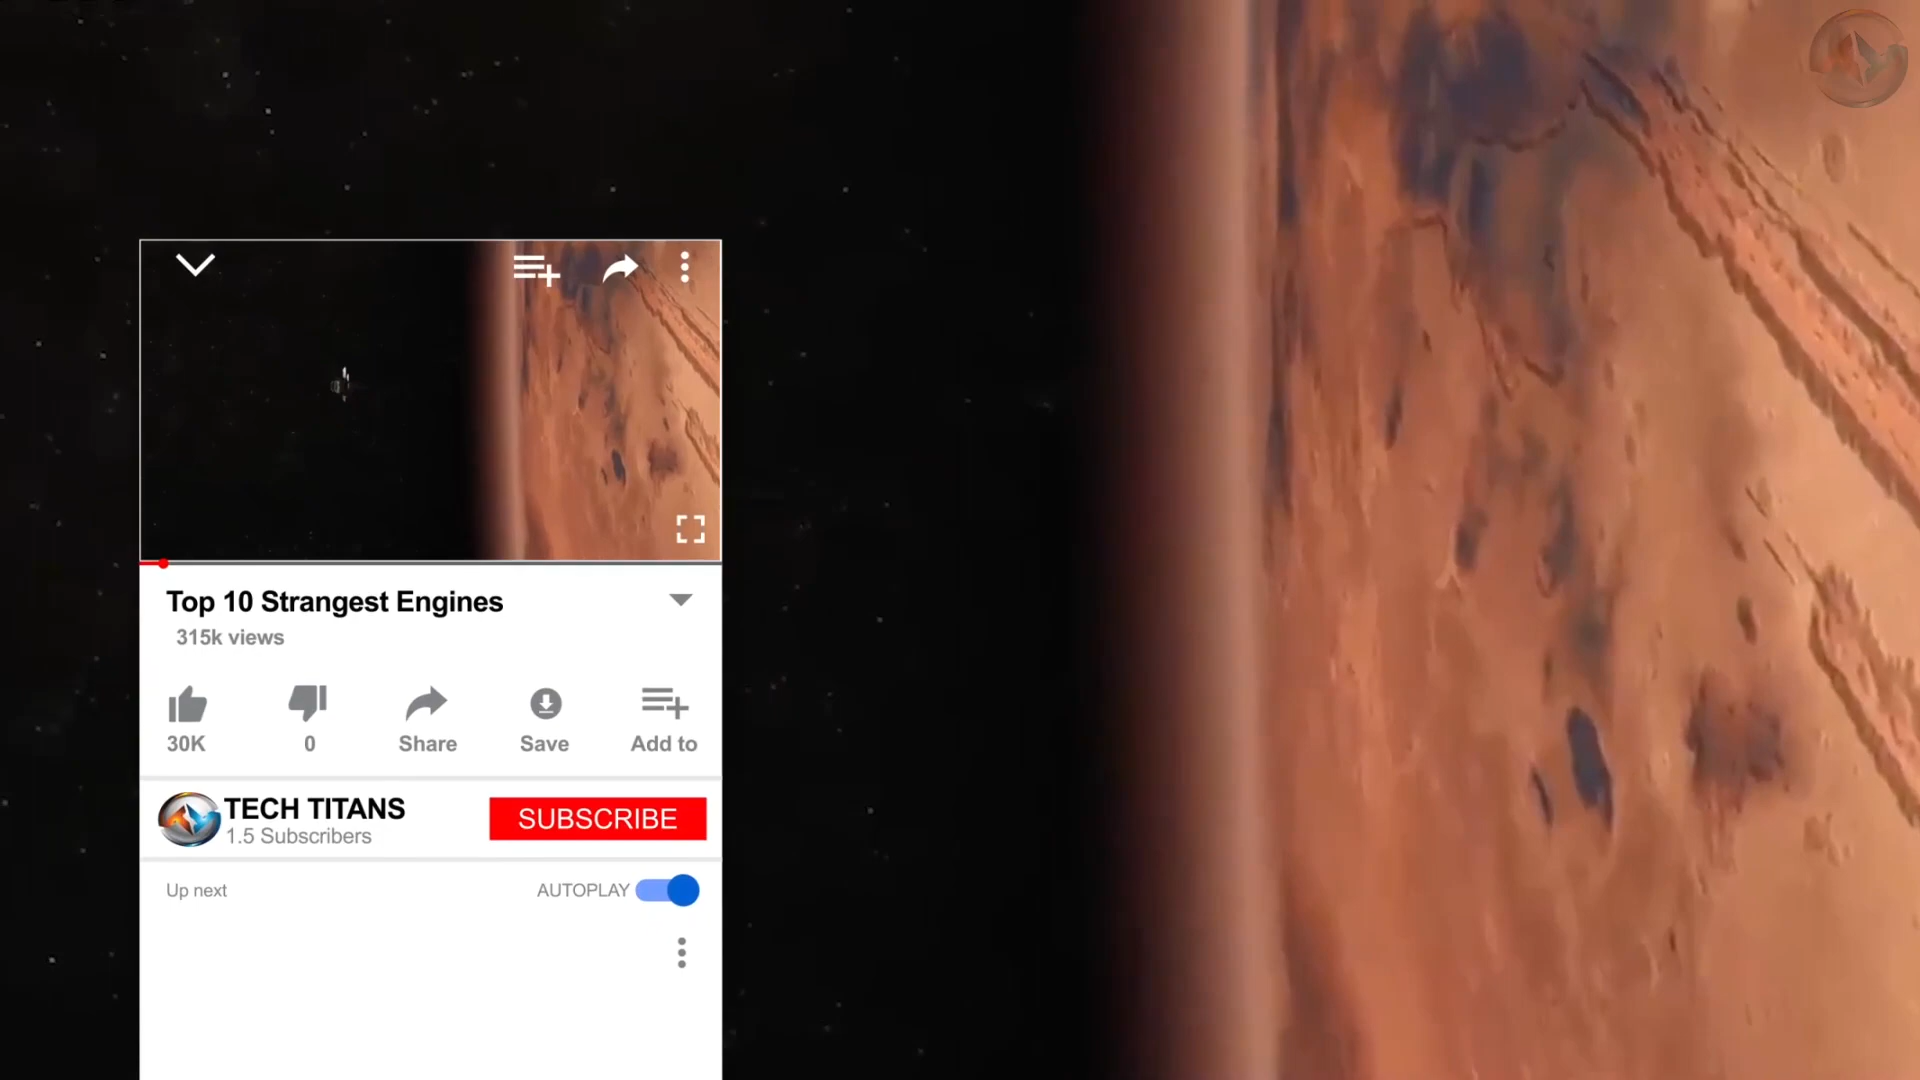 Top 10 Strangest Engines
315k views
30K
0
Share
Save
Add to
TECH TITANS
1.5 Subscribers
SUBSCRIBE
Up next
AUTOPLAY